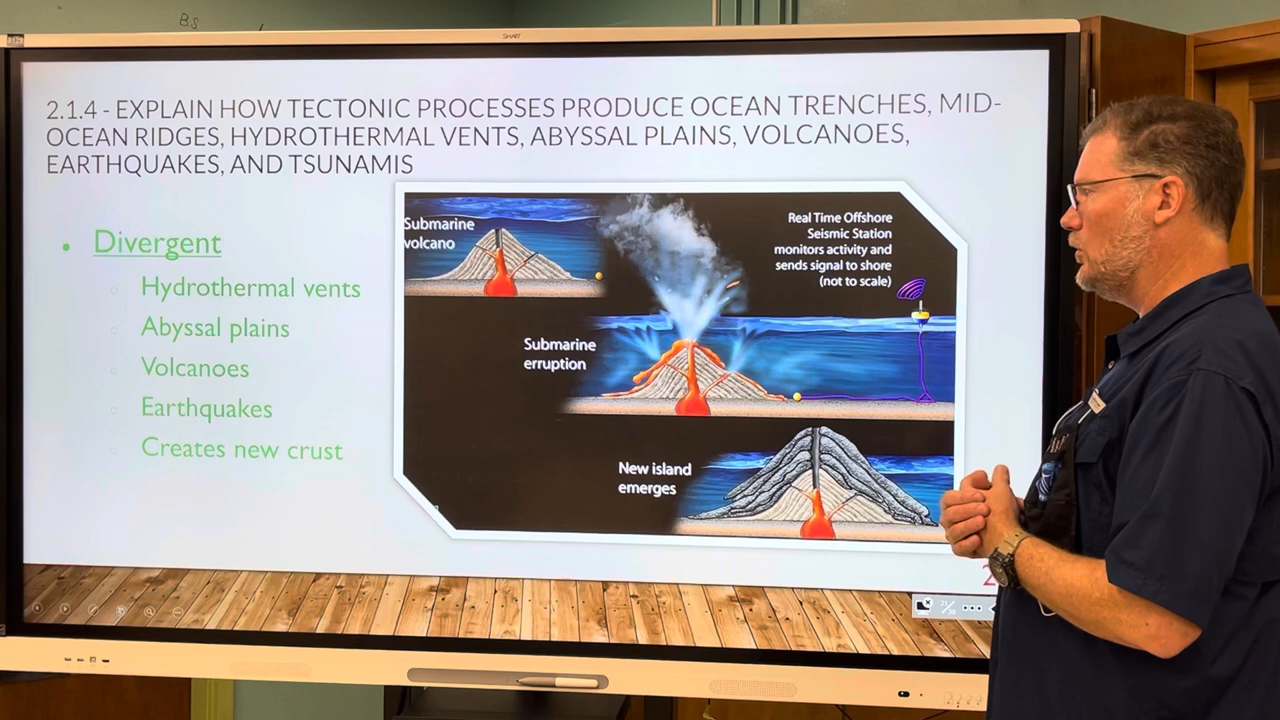 B.S
SMART
2.1.4 - EXPLAIN HOW TECTONIC PROCESSES PRODUCE OCEAN TRENCHES, MID-
OCEAN RIDGES, HYDROTHERMAL VENTS, ABYSSAL PLAINS, VOLCANOES,
EARTHQUAKES, AND TSUNAMIS
Divergent
Hydrothermal vents
Abyssal plains
Volcanoes
Earthquakes
Creates new crust
Submarine
volcano
Real Time Offshore
Seismic Station
monitors activity and
sends signal to shore
(not to scale)
Submarine
erruption
New island
emerges
2